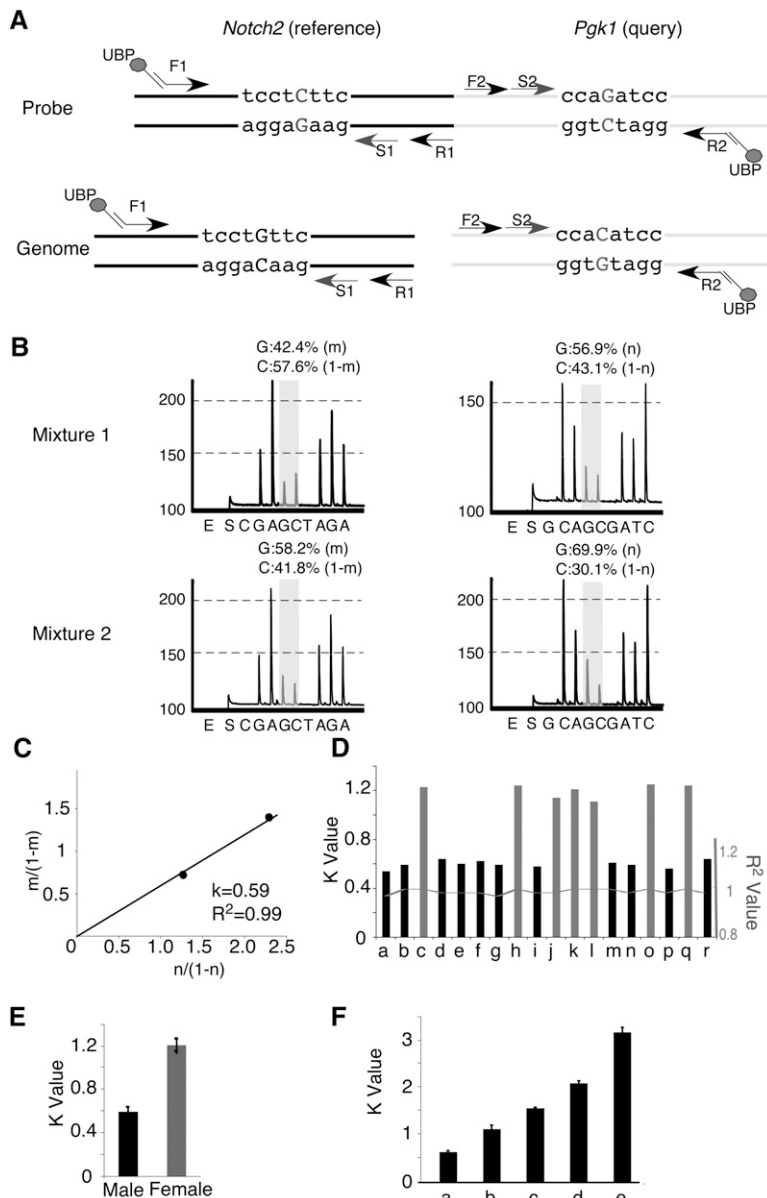 A
Notch2 (reference)
Pgk1 (query)
UBP
F1
tcctCttc
F2
S2
ccaGatcc
Probe
aggaGaag
ggtCtagg
S1
R1
R2
UBP
UBP
F1
tcctGttc
F2
S2
ccaCatcc
Genome
aggaCaag
ggtGtagg
S1
R1
R2
UBP
B
G:42.4% (m)
C:57.6% (1-m)
G:56.9% (n)
C:43.1% (1-n)
Mixture 1
200
150
100
E S C G A G C T A G A
150
100
E S G C A G C G A T C
G:58.2% (m)
C:41.8% (1-m)
G:69.9% (n)
C:30.1% (1-n)
Mixture 2
200
150
100
E S C G A G C T A G A
200
150
100
E S G C A G C G A T C
C
m/(1-m)
1.5
1
0.5
0
0.5
1.0
1.5
2.0
2.5
k=0.59
R²=0.99
n/(1-n)
D
K Value
1.2
0.8
0.4
0
1.2
1
0.8
R² Value
a b c d e f g h i j k l m n o p q r
E
K Value
1.2
0.8
0.4
0
Male Female
F
K Value
3
2
1
0
a b c d e